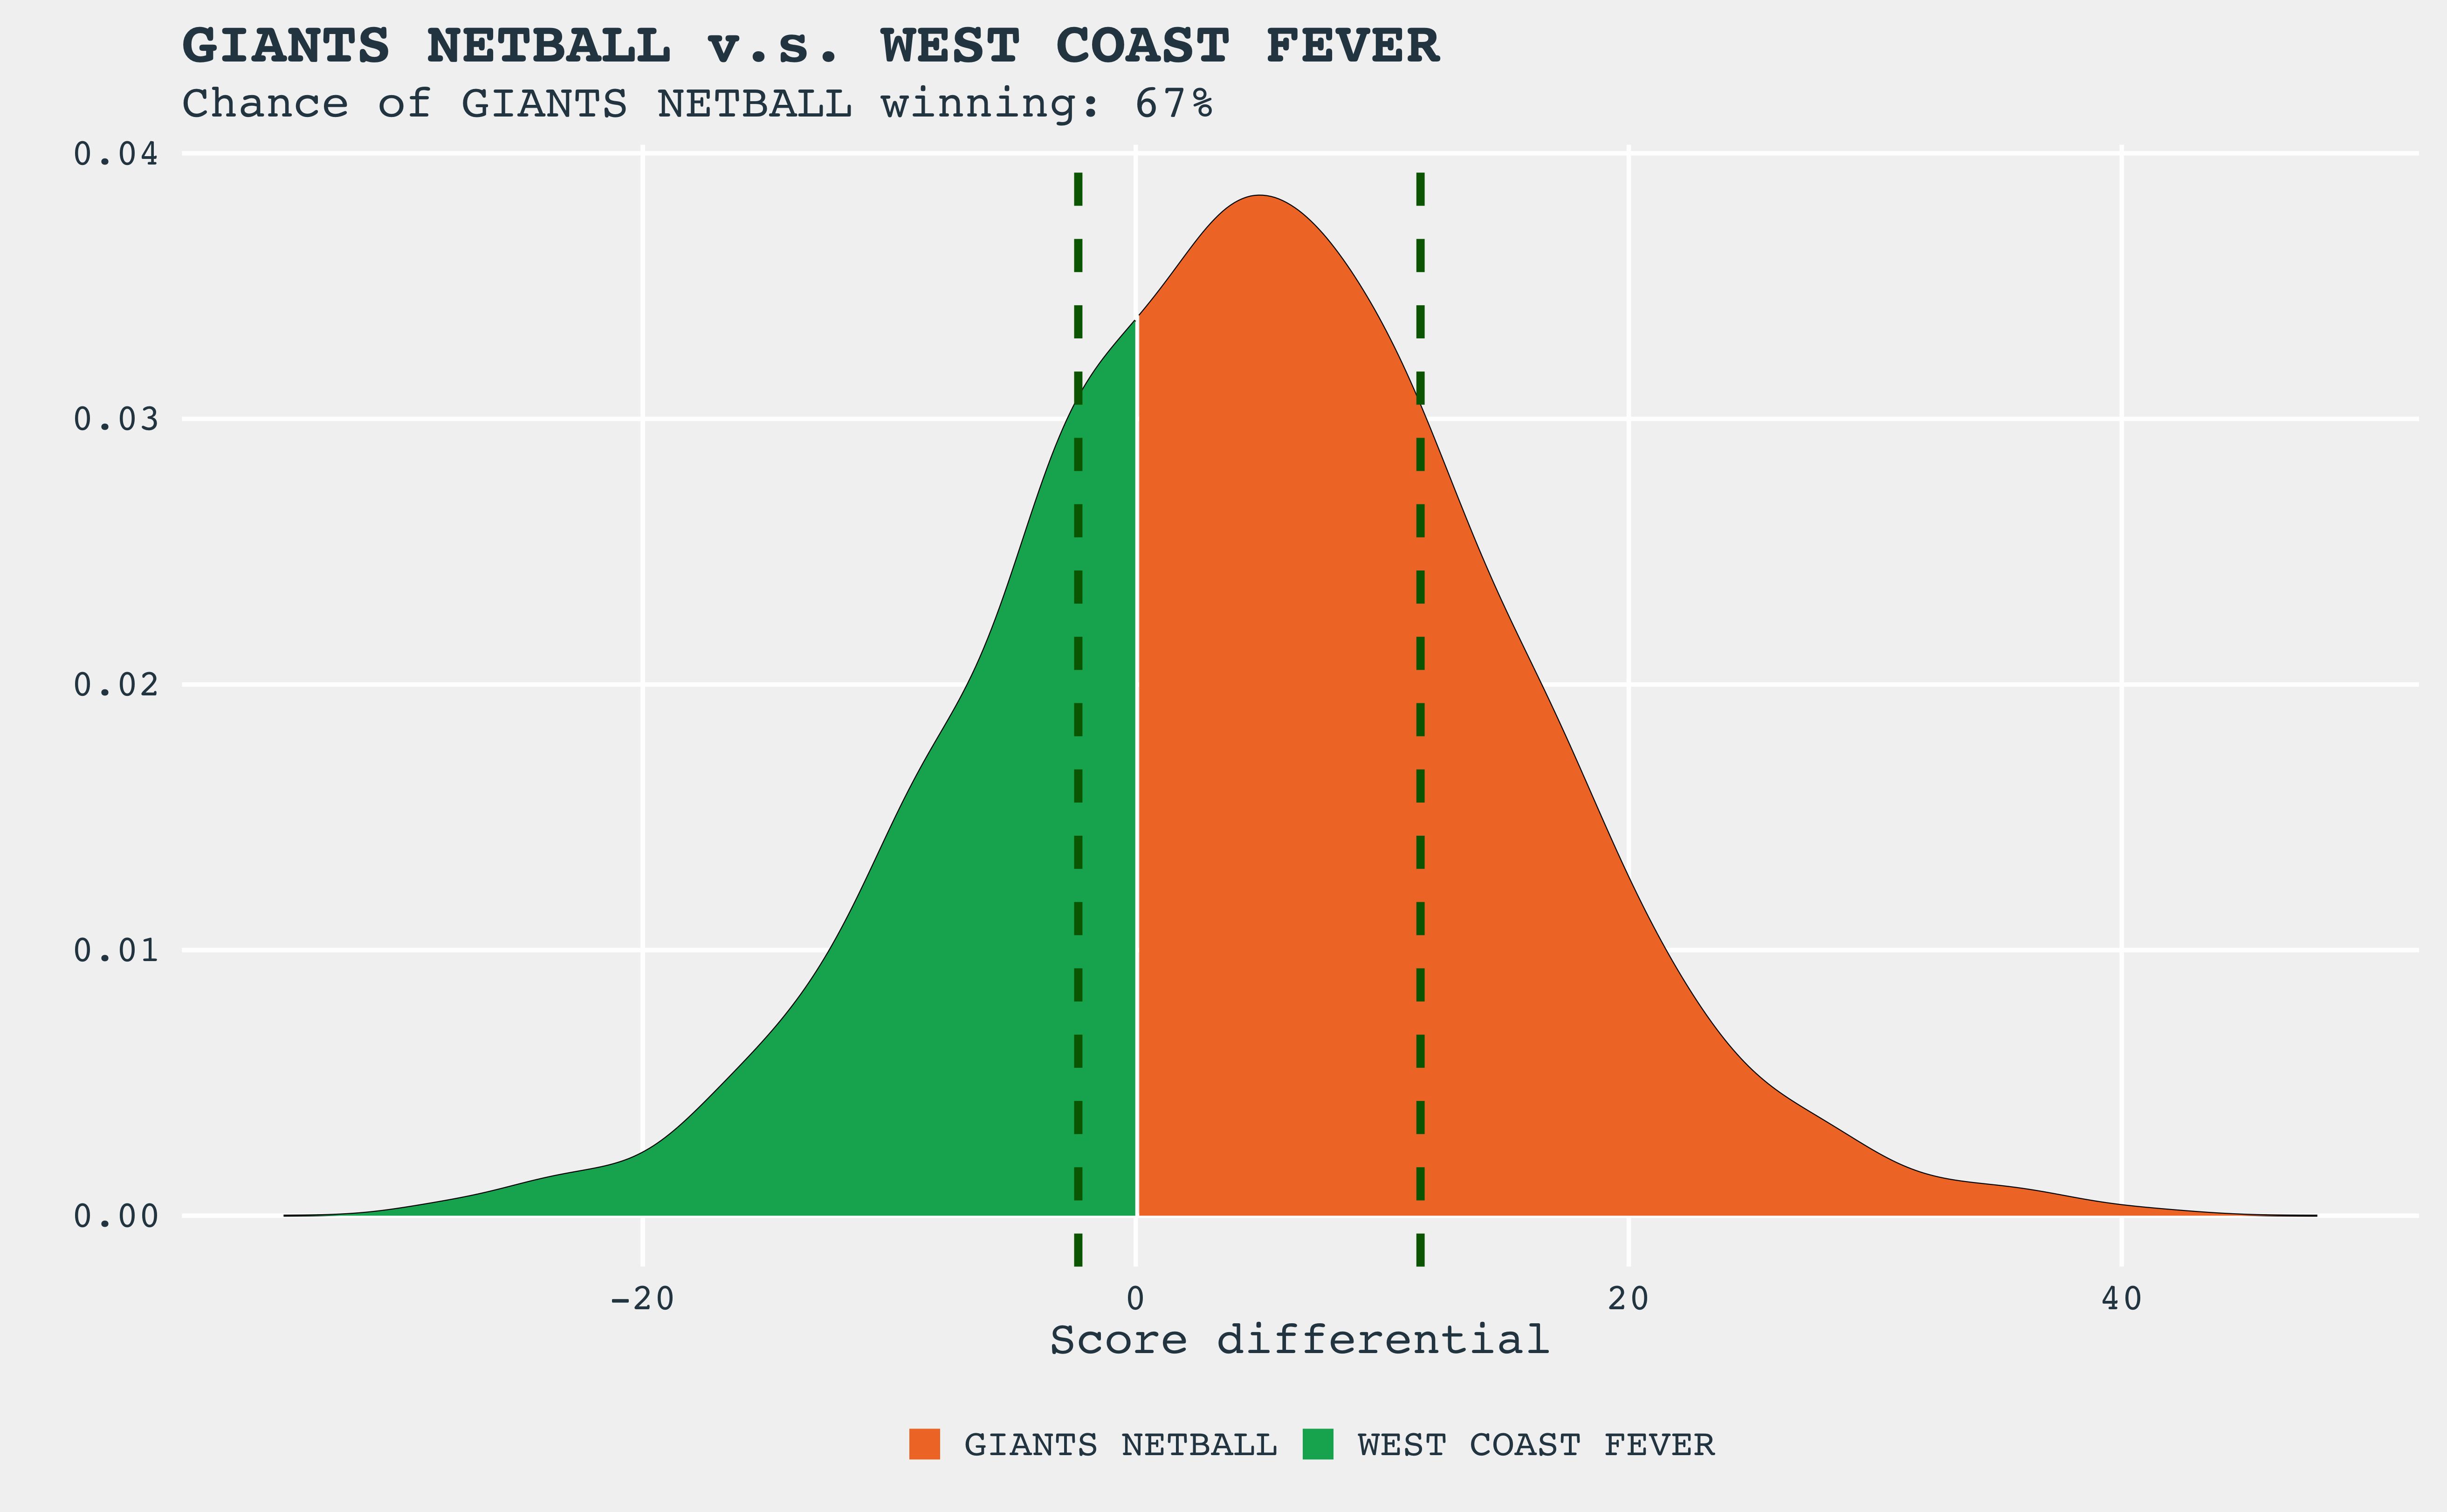 GIANTS NETBALL v.s. WEST COAST FEVER
Chance of GIANTS NETBALL winning: 67%
0.04
0.03
0.02
0.01
0.00
-20 0 20 40
Score differential
GIANTS NETBALL WEST COAST FEVER